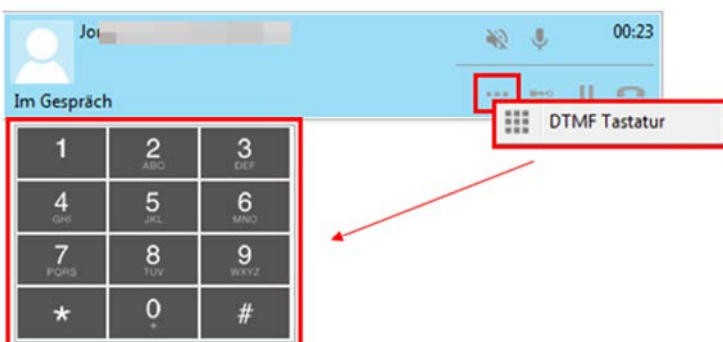 00:23
Im Gespräch
DTMF Tastatur
1 2 3
ABC DEF
4 5 6
GHI JKL MNO
7 8 9
PQRS TUV WXYZ
* 0 #
+